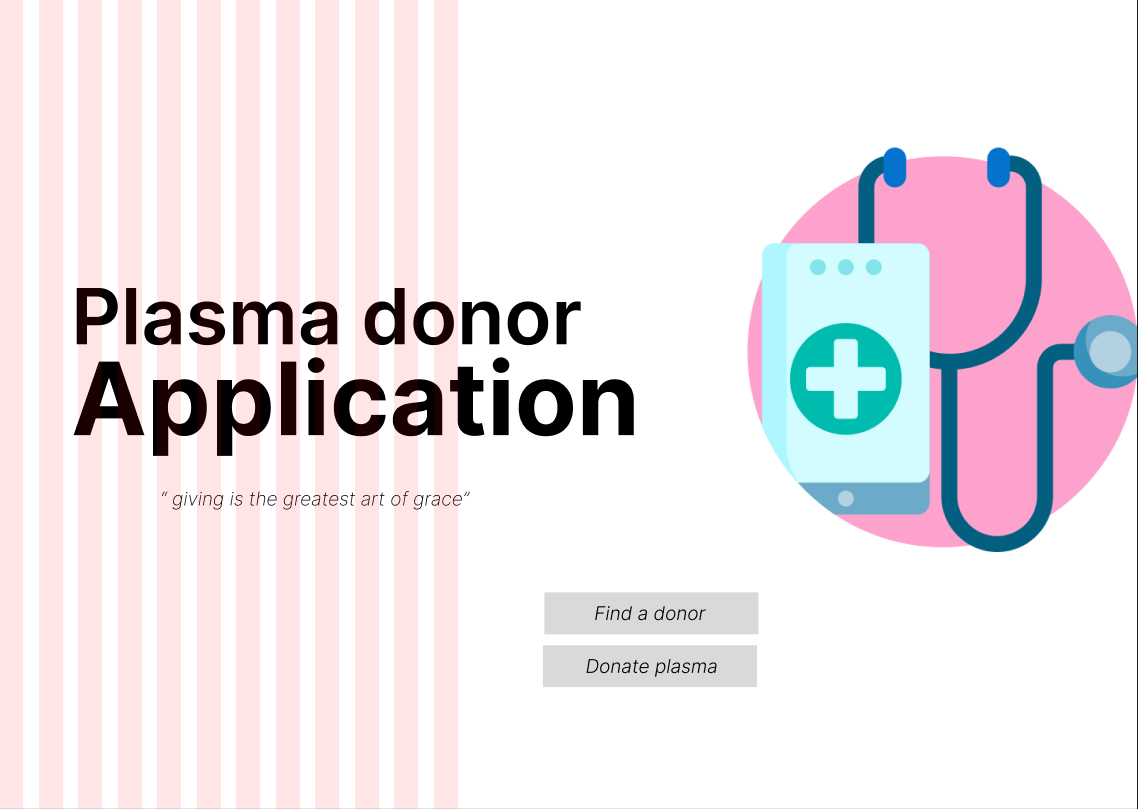 Plasma donor
Application
“ giving is the greatest art of grace”
Find a donor
Donate plasma